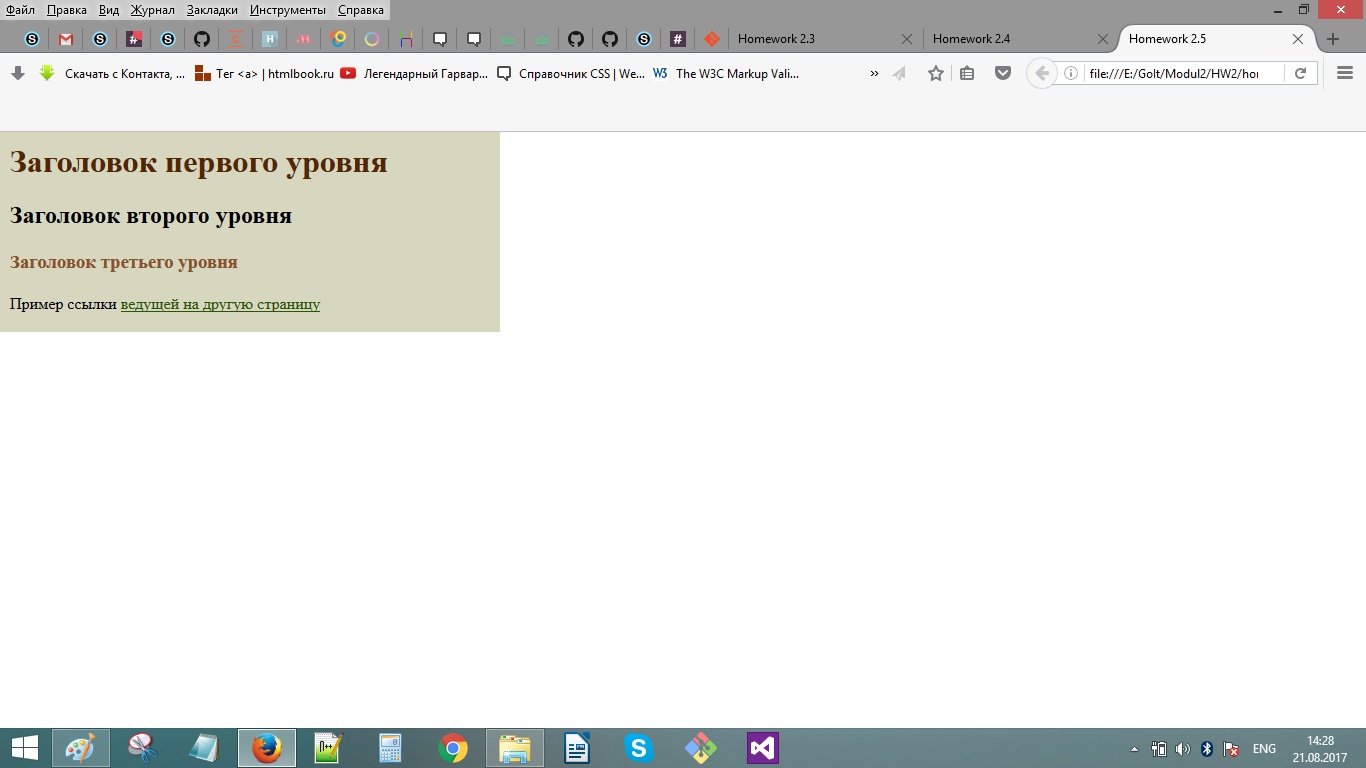 Файл Правка Вид Журнал Закладки Инструменты Справка
Homework 2.3 Homework 2.4 Homework 2.5
Скачать с Контакта, ... Тег <a> | htmlbook.ru Легендарный Гарвар... Справочник CSS | We... W3 The W3C Markup Vali... » file:///E:/Golt/Modul2/HW2/ho
Заголовок первого уровня
Заголовок второго уровня
Заголовок третьего уровня
Пример ссылки ведущей на другую страницу
ENG 14:28
21.08.2017